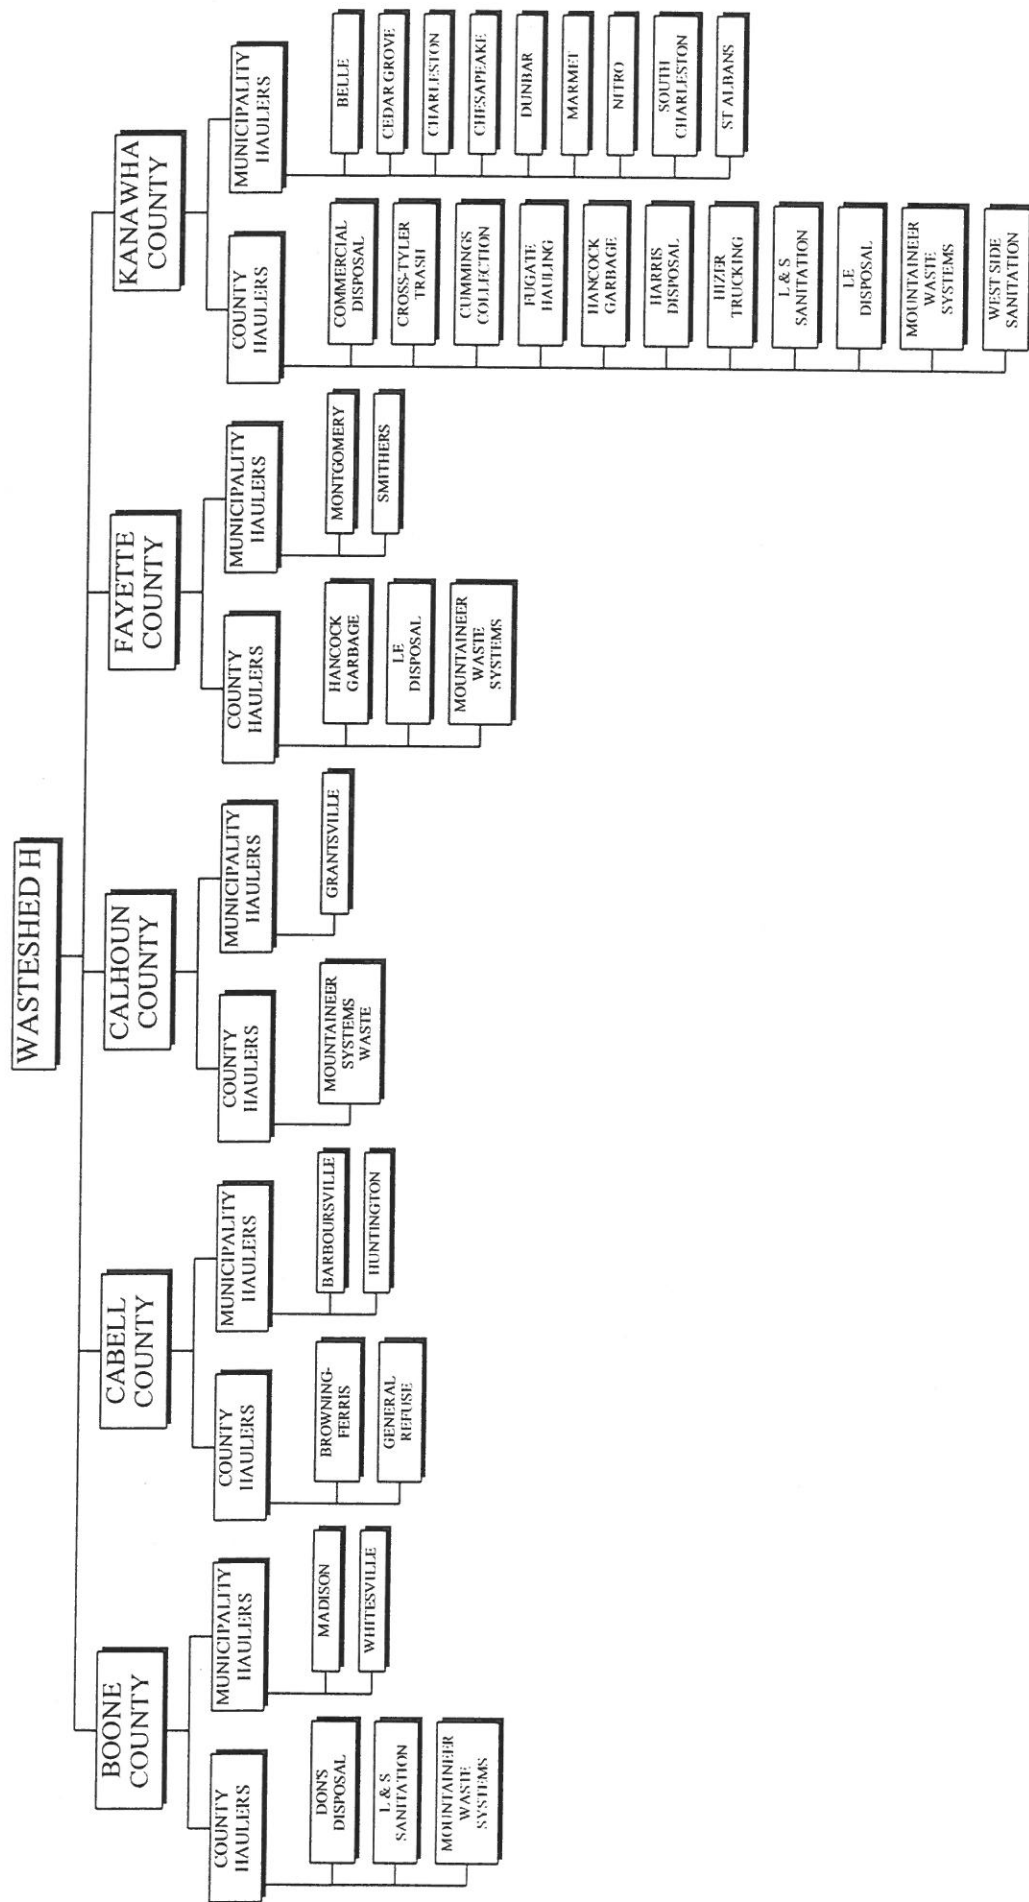 WASTESHED H
BOONE
COUNTY
COUNTY
HAULERS
DON'S
DISPOSAL
L & S
SANITATION
MOUNTAINEER
WASTE
SYSTEMS
MUNICIPALITY
HAULERS
MADISON
WHITESVILLE
CABELL
COUNTY
COUNTY
HAULERS
BROWNING-
FERRIS
GENERAL
REFUSE
MUNICIPALITY
HAULERS
BARBOURSVILLE
HUNTINGTON
CALHOUN
COUNTY
COUNTY
HAULERS
MOUNTAINEER
SYSTEMS
WASTE
MUNICIPALITY
HAULERS
GRANTSVILLE
FAYETTE
COUNTY
COUNTY
HAULERS
HANCOCK
GARBAGE
LE
DISPOSAL
MOUNTAINEER
WASTE
SYSTEMS
MUNICIPALITY
HAULERS
MONTGOMERY
SMITHERS
KANAWHA
COUNTY
COUNTY
HAULERS
COMMERCIAL
DISPOSAL
CROSS-TYLER
TRASH
CUMMINGS
COLLECTION
FUGATE
HAULING
HANCOCK
GARBAGE
HARRIS
DISPOSAL
HIZER
TRUCKING
L & S
SANITATION
LE
DISPOSAL
MOUNTAINEER
WASTE
SYSTEMS
WEST SIDE
SANITATION
MUNICIPALITY
HAULERS
BELLE
CEDAR GROVE
CHARLESTON
CHESAPEAKE
DUNBAR
MARMET
NITRO
SOUTH
CHARLESTON
ST ALBANS